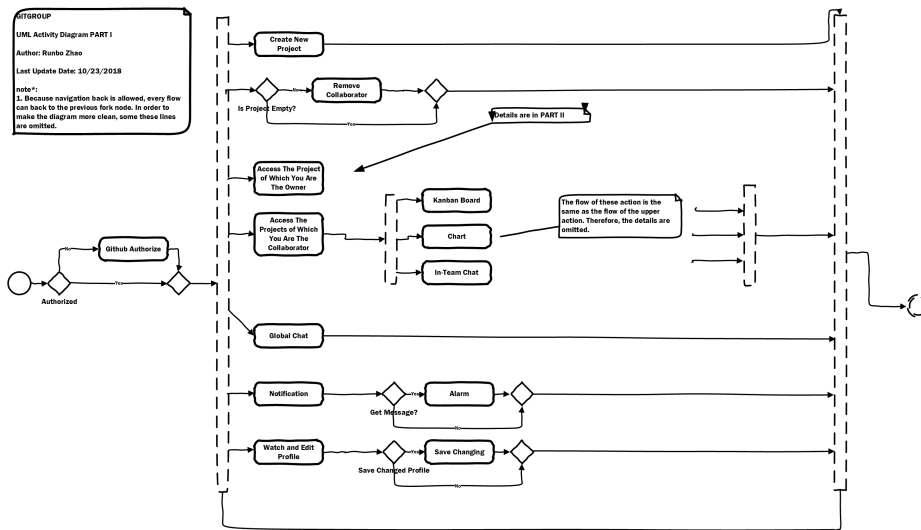 GITGROUP
UML Activity Diagram PART I
Author: Runbo Zhao
Last Update Date: 10/23/2018
note*:
1. Because navigation back is allowed, every flow
can back to the previous fork node. In order to
make the diagram more clean, some these lines
are omitted.
Create New
Project
No
Remove
Collaborator
Is Project Empty?
Yes
Details are in PART II
Access The Project
of Which You Are
The Owner
Access The
Projects of Which
You Are The
Collaborator
Kanban Board
Chart
In-Team Chat
The flow of these action is the
same as the flow of the upper
action. Therefore, the details are
omitted.
No
Github Authorize
Yes
Authorized
Global Chat
Notification
Yes
Alarm
Get Message?
No
Watch and Edit
Profile
Yes
Save Changing
Save Changed Profile
No